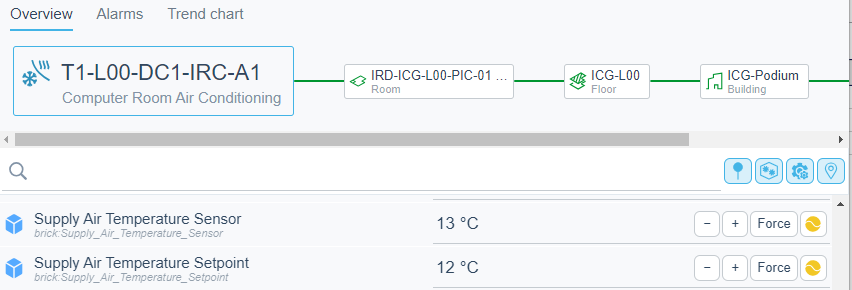 Overview Alarms Trend chart
T1-L00-DC1-IRC-A1
Computer Room Air Conditioning
IRD-ICG-L00-PIC-01 ...
Room
ICG-L00
Floor
ICG-Podium
Building
Supply Air Temperature Sensor
brick:Supply_Air_Temperature_Sensor
13 °C
− + Force
Supply Air Temperature Setpoint
brick:Supply_Air_Temperature_Setpoint
12 °C
− + Force